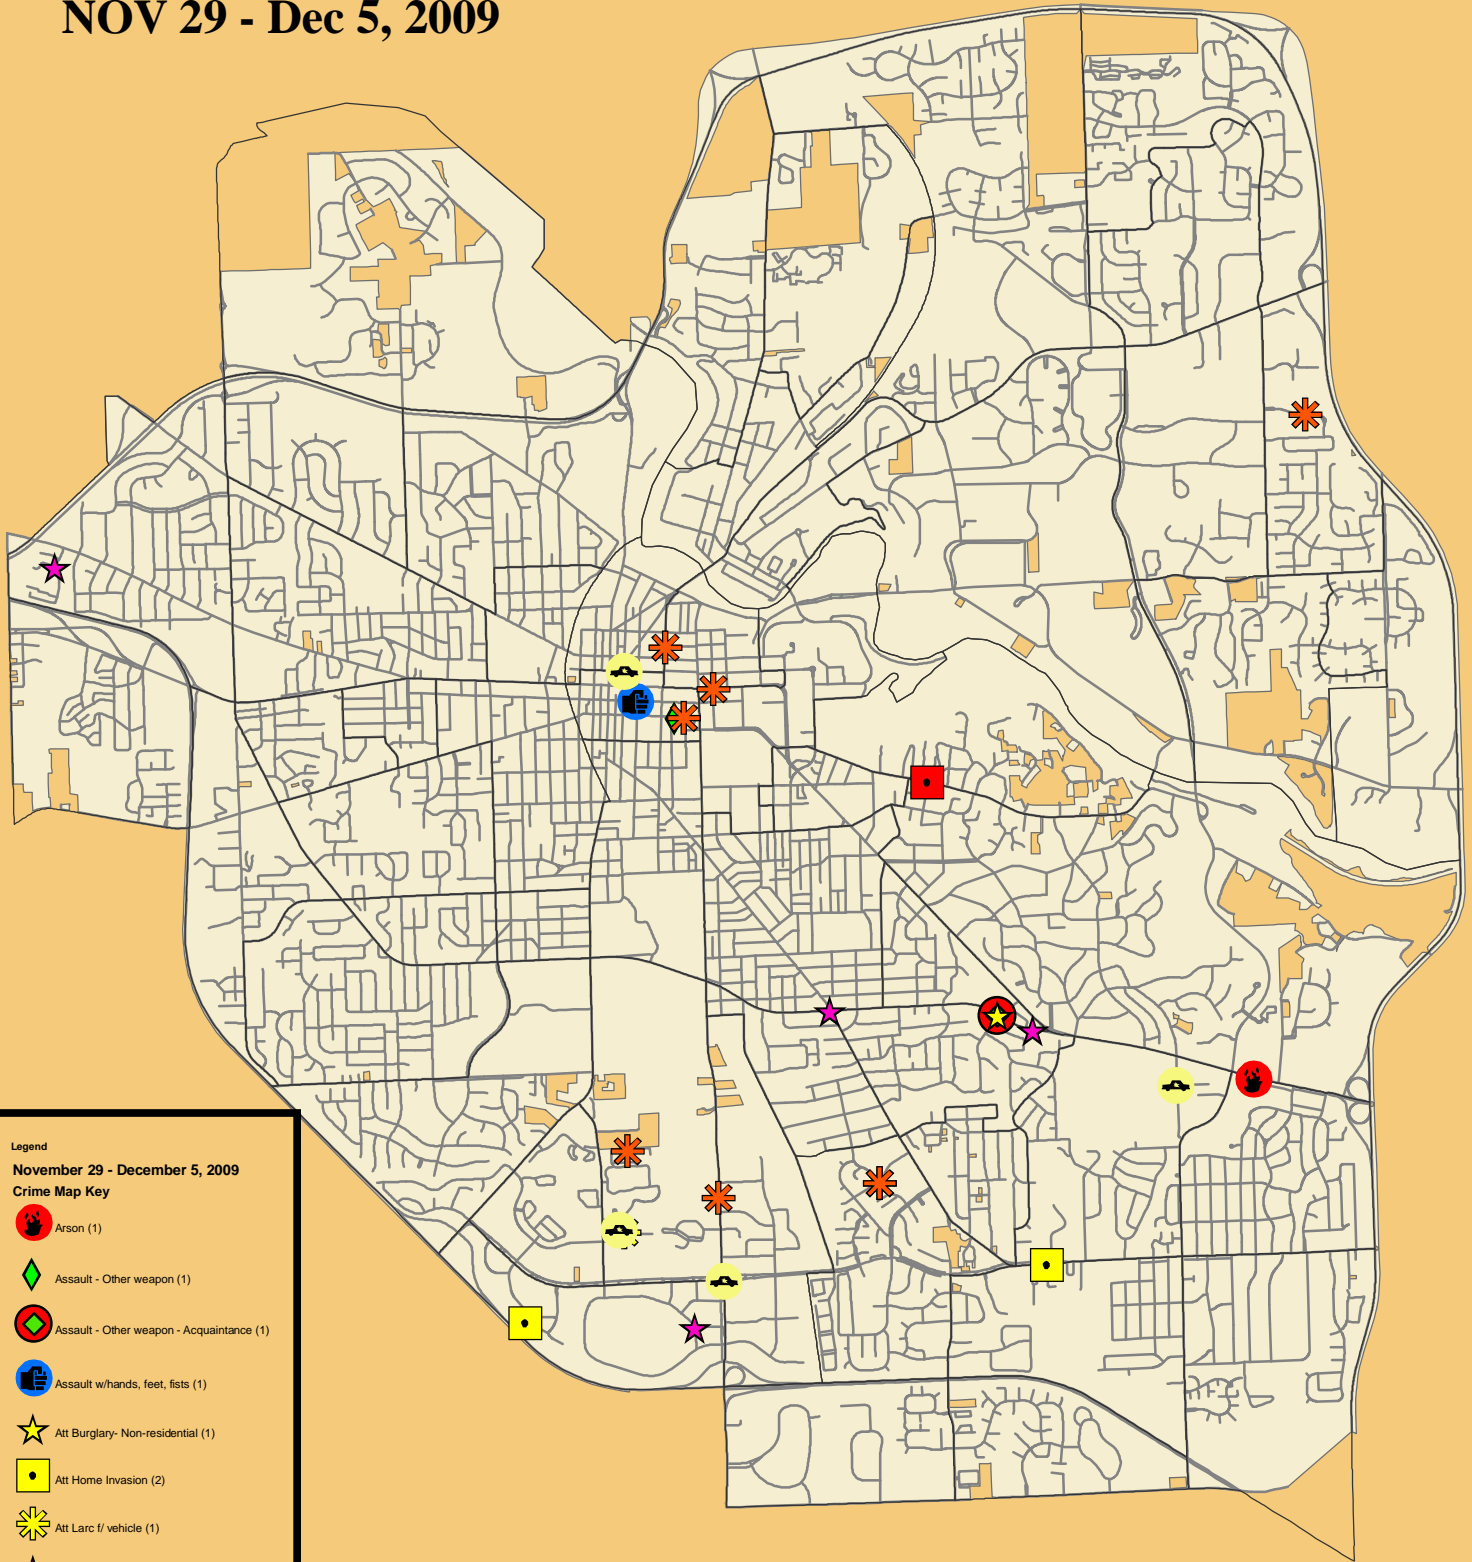 NOV 29 - Dec 5, 2009
Legend
November 29 - December 5, 2009
Crime Map Key
Arson (1)
Assault - Other weapon (1)
Assault - Other weapon - Acquaintance (1)
Assault w/hands, feet, fists (1)
Att Burglary- Non-residential (1)
Att Home Invasion (2)
Att Larc f/ vehicle (1)